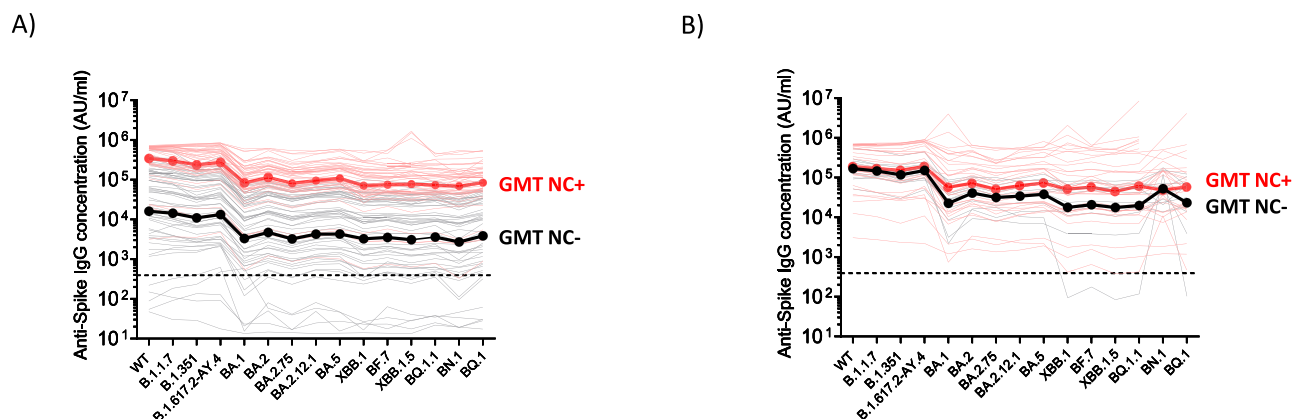 A)
Anti-Spike IgG concentration (AU/ml)
10^7
10^6
10^5
10^4
10^3
10^2
10^1
GMT NC+
GMT NC-
WT
B.1.1.7
B.1.351
B.1.617.2-AY.4
BA.1
BA.2
BA.2.75
BA.2.12.1
BA.5
XBB.1
BF.7
XBB.1.5
BQ.1.1
BN.1
BQ.1
B)
Anti-Spike IgG concentration (AU/ml)
10^7
10^6
10^5
10^4
10^3
10^2
10^1
GMT NC+
GMT NC-
WT
B.1.1.7
B.1.351
B.1.617.2-AY.4
BA.1
BA.2
BA.2.75
BA.2.12.1
BA.5
XBB.1
BF.7
XBB.1.5
BQ.1.1
BN.1
BQ.1